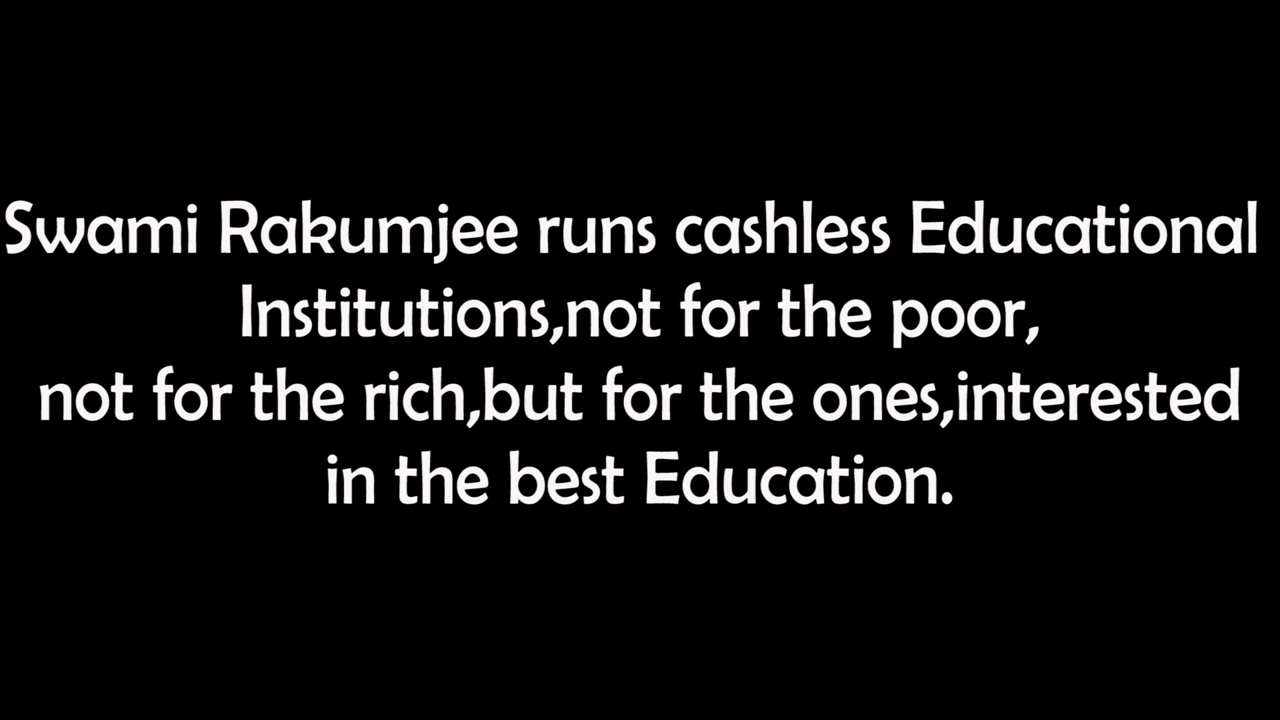 Swami Rakumjee runs cashless Educational
Institutions,not for the poor,
not for the rich,but for the ones,interested
in the best Education.